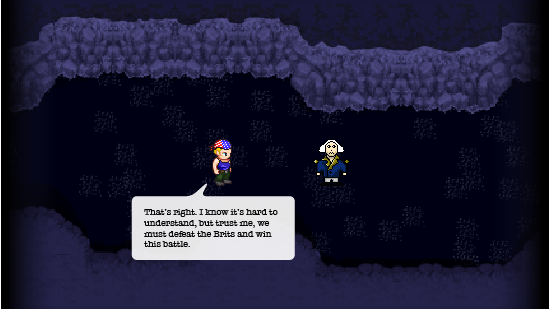 That's right. I know it's hard to
understand, but trust me, we
must defeat the Brits and win
this battle.